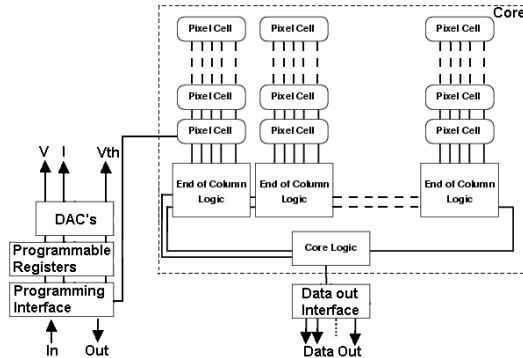 Core
Pixel Cell
Pixel Cell
Pixel Cell
Pixel Cell
Pixel Cell
Pixel Cell
Pixel Cell
Pixel Cell
Pixel Cell
V
I
Vth
End of Column
Logic
End of Column
Logic
End of Column
Logic
DAC's
Programmable
Registers
Core Logic
Programming
Interface
Data out
Interface
In
Out
Data Out